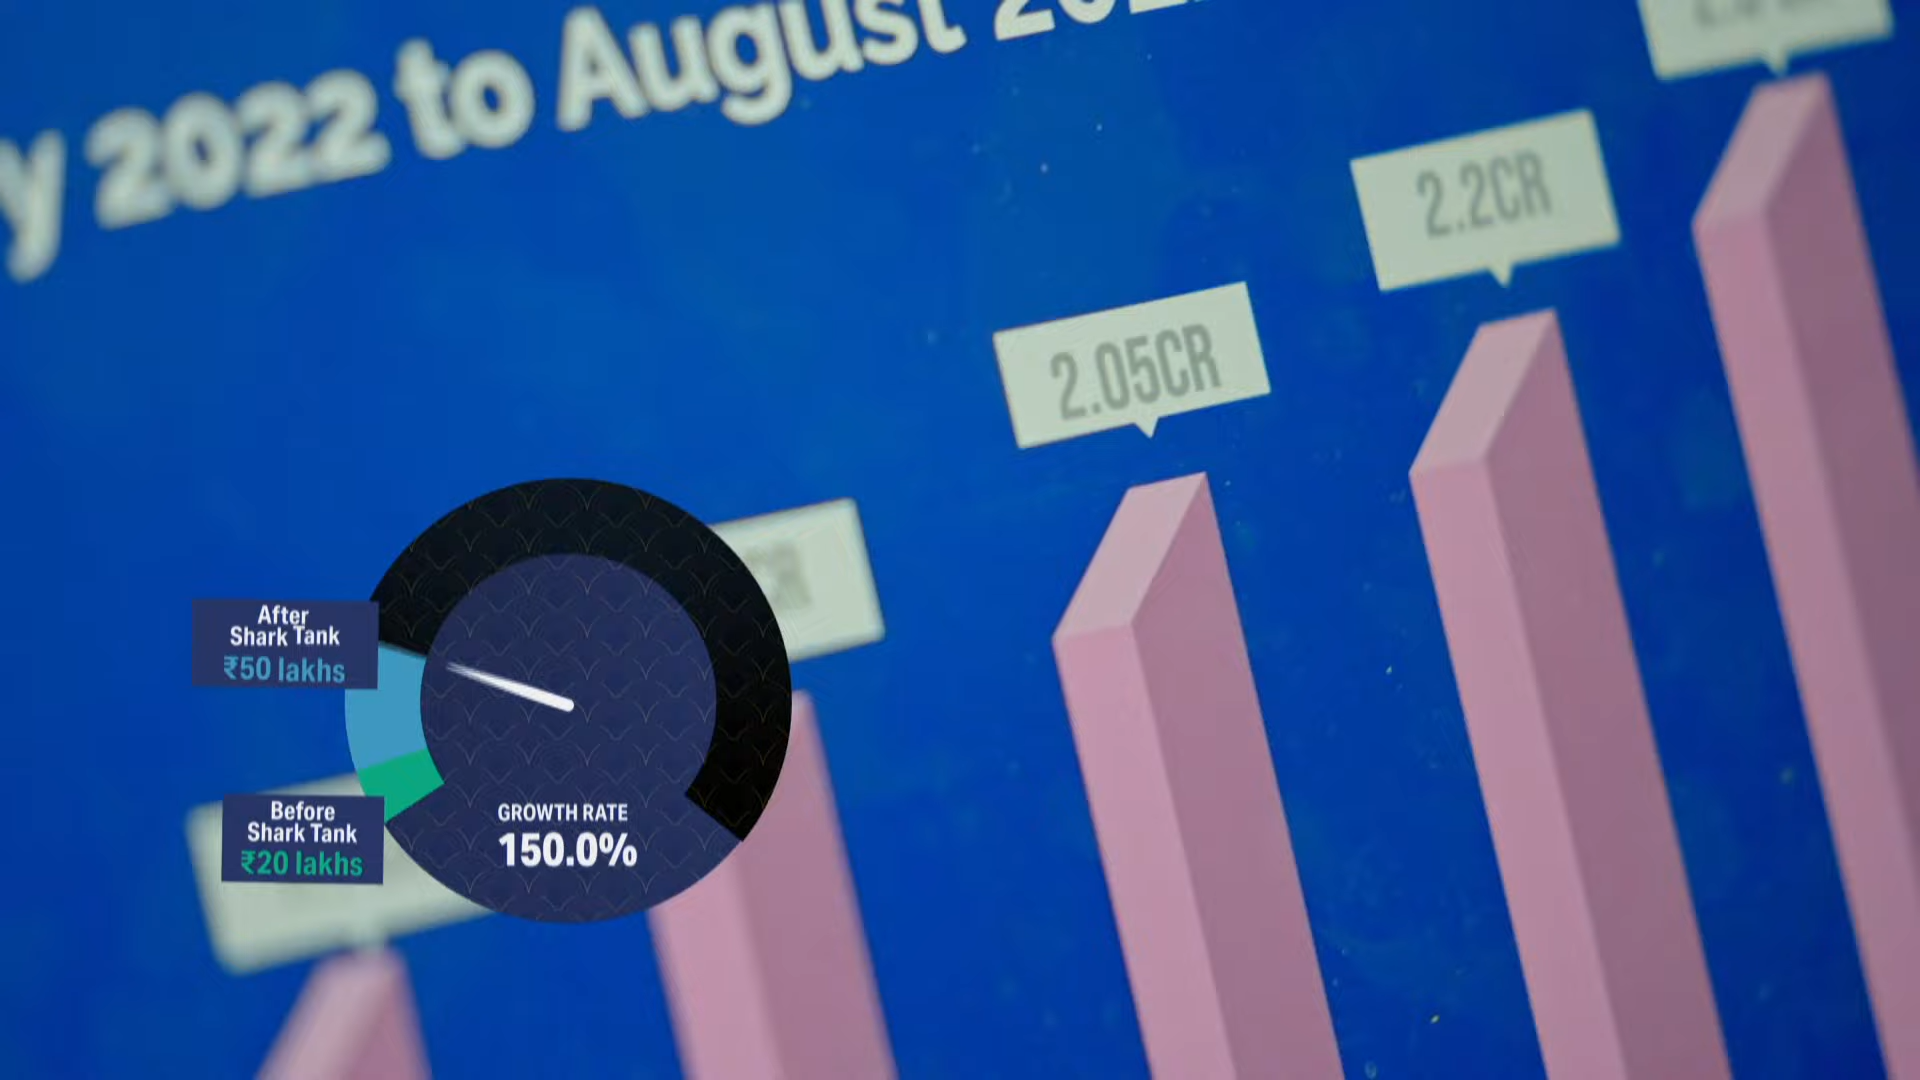 y 2022 to August
2.2CR
2.05CR
After
Shark Tank
₹50 lakhs
Before
Shark Tank
₹20 lakhs
GROWTH RATE
150.0%